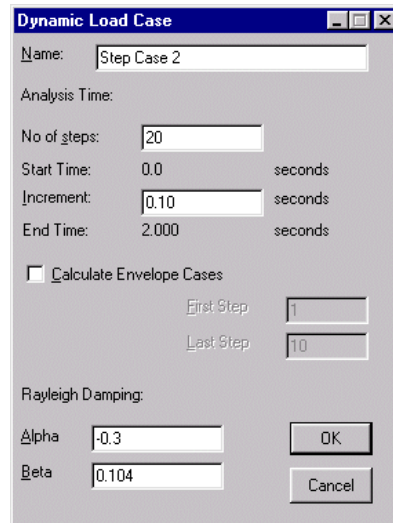 Dynamic Load Case
Name: Step Case 2
Analysis Time:
No of steps: 20
Start Time: 0.0 seconds
Increment: 0.10 seconds
End Time: 2.000 seconds
Calculate Envelope Cases
First Step 1
Last Step 10
Rayleigh Damping:
Alpha -0.3 OK
Beta 0.104 Cancel